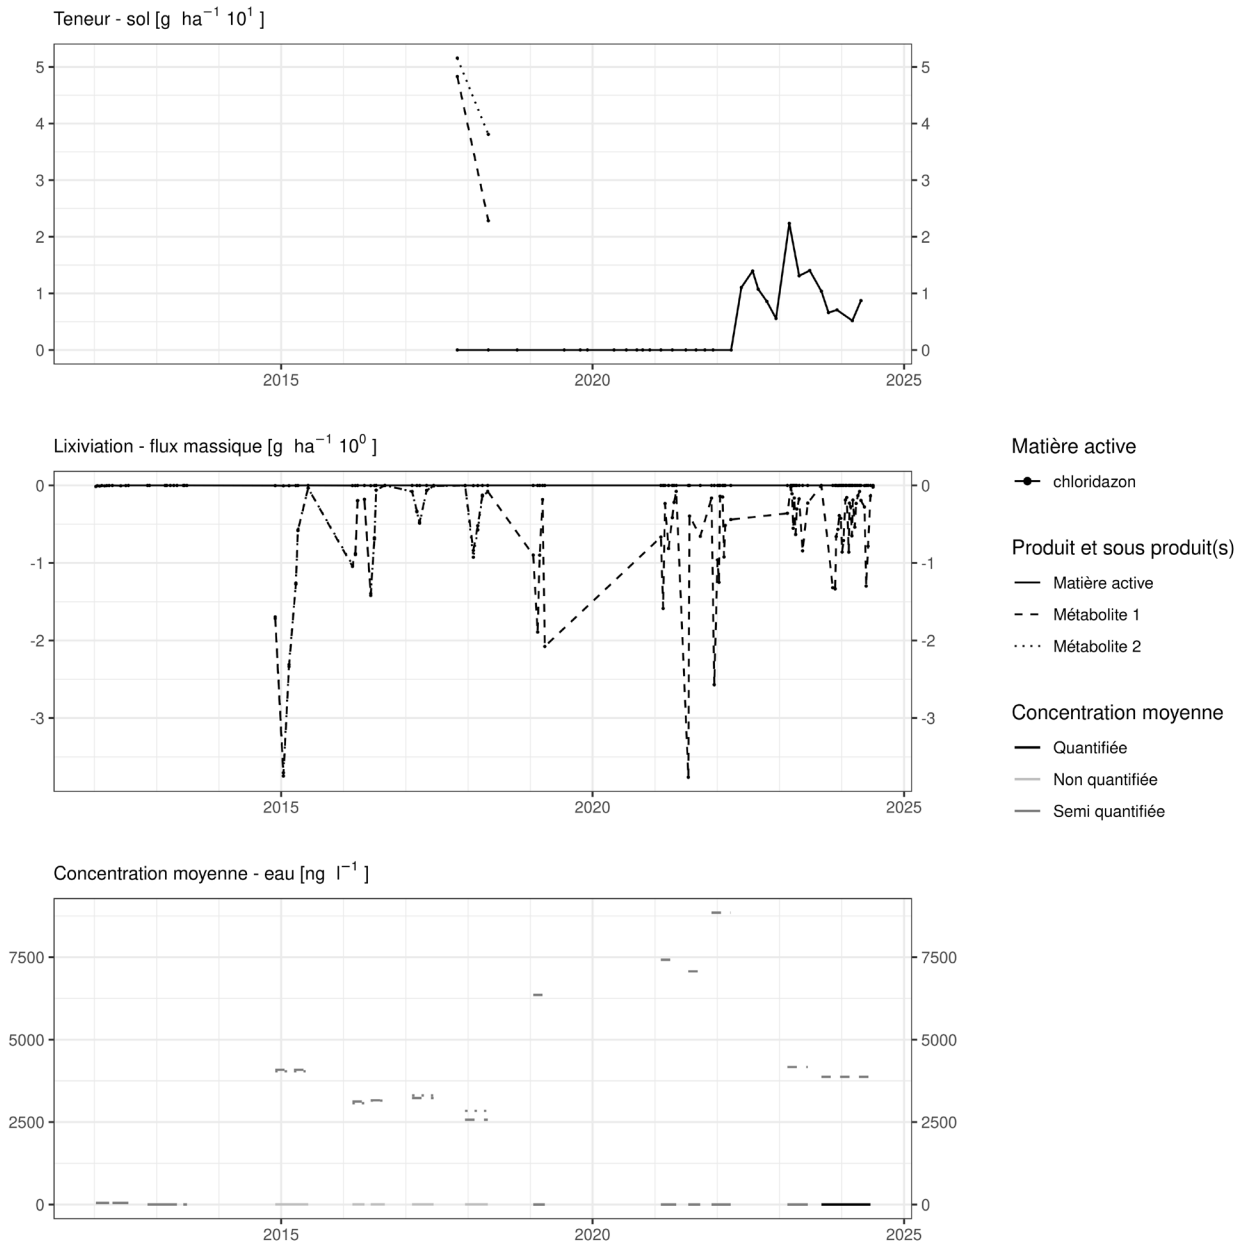 Teneur - sol [g ha−1 101 ]
5
4
3
2
1
0
5
4
3
2
1
0
2015
2020
2025
Lixiviation - flux massique [g ha−1 100 ]
0
-1
-2
-3
0
-1
-2
-3
2015
2020
2025
Matière active
chloridazon
Produit et sous produit(s)
Matière active
Métabolite 1
Métabolite 2
Concentration moyenne
Quantifiée
Non quantifiée
Semi quantifiée
Concentration moyenne - eau [ng l−1 ]
7500
5000
2500
0
7500
5000
2500
0
2015
2020
2025